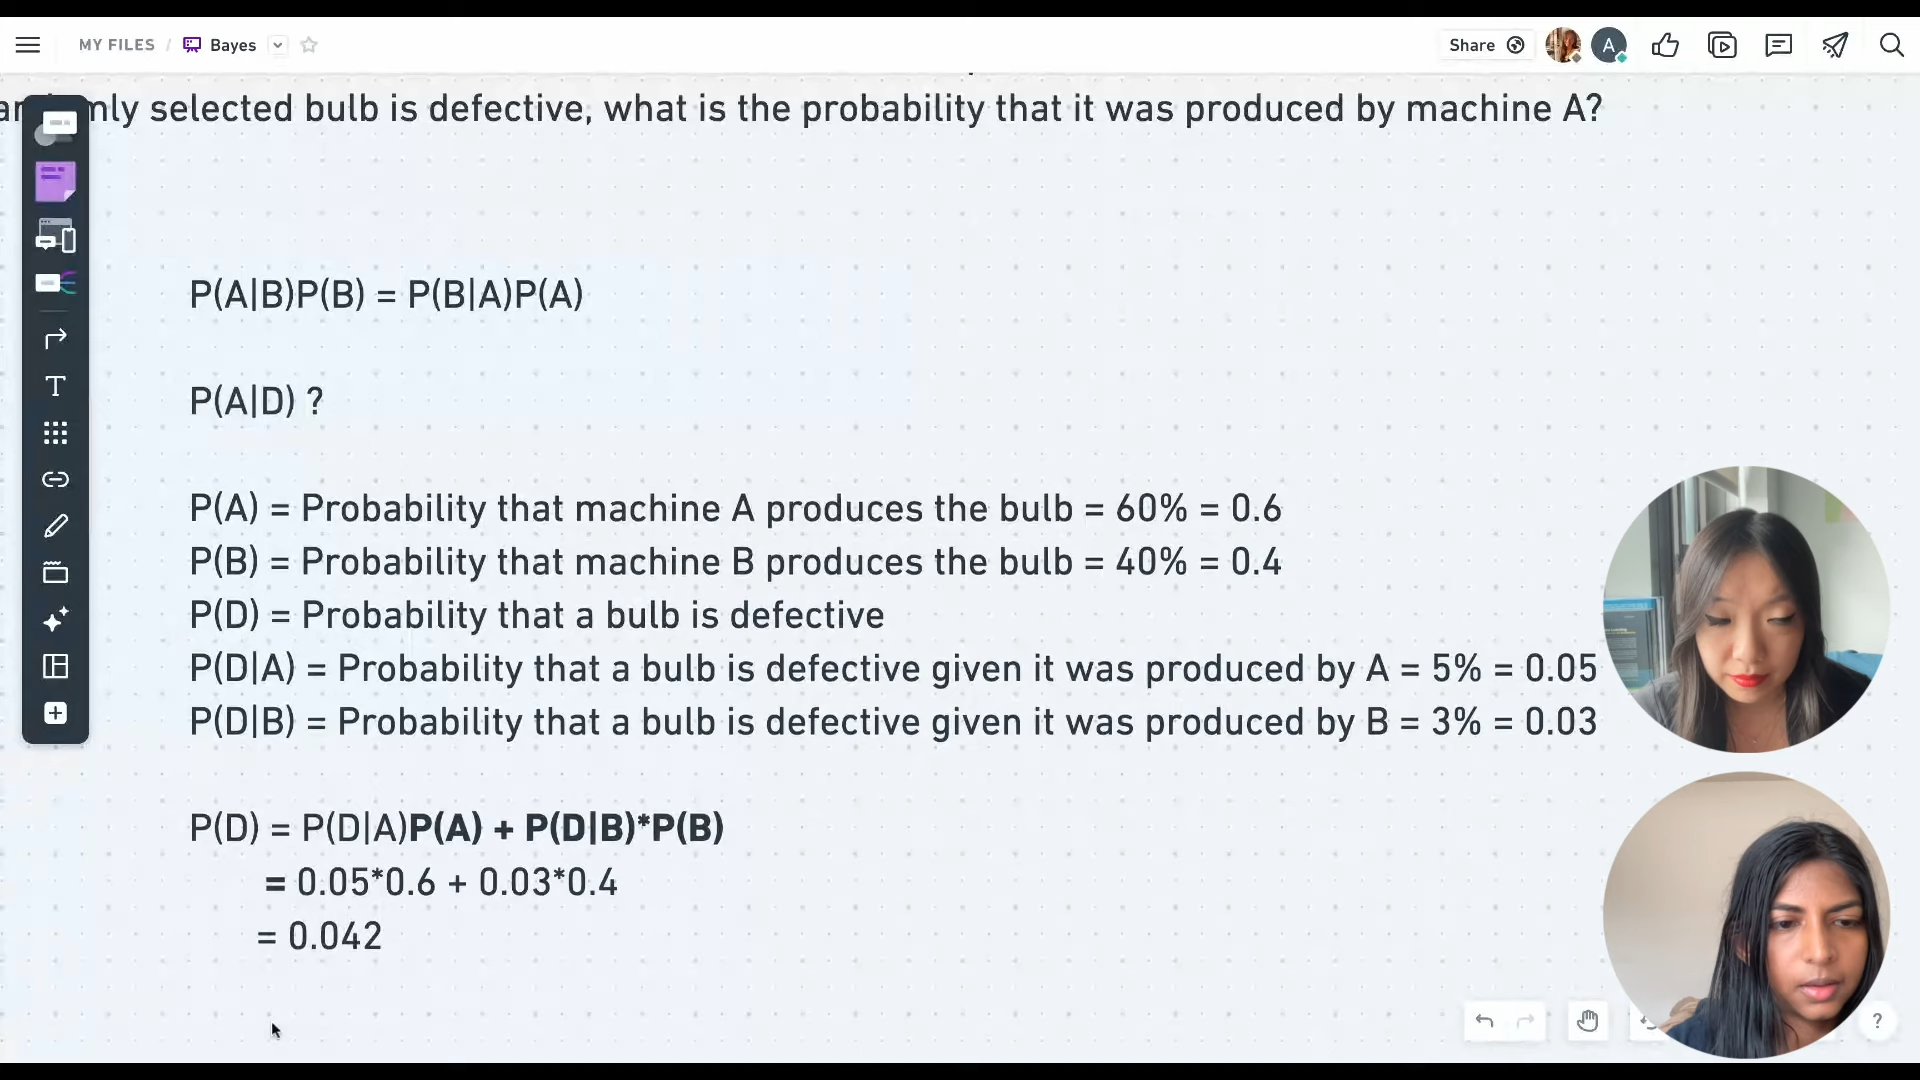 MY FILES / Bayes
Share
A
selected bulb is defective, what is the probability that it was produced by machine A?
P(A|B)P(B) = P(B|A)P(A)
P(A|D) ?
P(A) = Probability that machine A produces the bulb = 60% = 0.6
P(B) = Probability that machine B produces the bulb = 40% = 0.4
P(D) = Probability that a bulb is defective
P(D|A) = Probability that a bulb is defective given it was produced by A = 5% = 0.05
P(D|B) = Probability that a bulb is defective given it was produced by B = 3% = 0.03
P(D) = P(D|A)P(A) + P(D|B)*P(B)
= 0.05*0.6 + 0.03*0.4
= 0.042
T
?